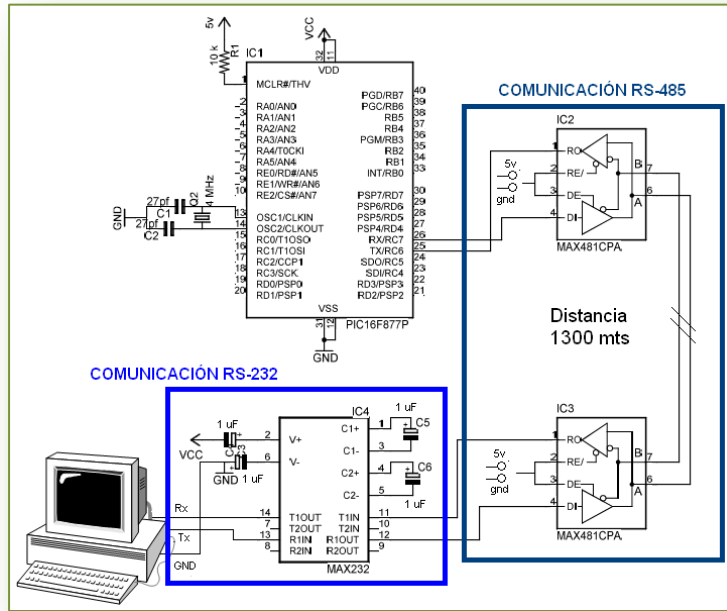 5v
10 k
R1
VCC
IC1
32
11
VDD
1
MCLR#/THV
2
RA0/AN0
3
RA1/AN1
4
RA2/AN2
5
RA3/AN3
6
RA4/T0CKI
7
RA5/AN4
8
RE0/RD#/AN5
9
RE1/WR#/AN6
10
RE2/CS#/AN7
13
OSC1/CLKIN
14
OSC2/CLKOUT
15
RC0/T1OSO
16
RC1/T1OSI
17
RC2/CCP1
18
RC3/SCK
19
RD0/PSP0
20
RD1/PSP1
PGD/RB7
40
PGC/RB6
39
RB5
38
RB4
37
PGM/RB3
36
RB2
35
RB1
34
INT/RB0
33
PSP7/RD7
30
PSP6/RD6
29
PSP5/RD5
28
PSP4/RD4
27
RX/RC7
26
TX/RC6
25
SDO/RC5
24
SDI/RC4
23
RD3/PSP3
22
RD2/PSP2
21
VSS
31
12
PIC16F877P
GND
27pf
C1
Q2
4 MHz
GND
27 pf
C2
COMUNICACIÓN RS-485
IC2
1
RO
2
RE/
3
DE
4
DI
B
7
A
6
5v
gnd
MAX481CPA
Distancia
1300 mts
IC3
1
RO
2
RE/
3
DE
4
DI
B
7
A
6
5v
gnd
MAX481CPA
COMUNICACIÓN RS-232
IC4
1 uF
VCC
2
V+
6
V-
GND
1 uF
C1+
1
C1-
3
C2+
4
C2-
5
1 uF
C5
C6
1 uF
Rx
14
T1OUT
7
T2OUT
Tx
13
R1IN
8
R2IN
GND
T1IN
11
T2IN
10
R1OUT
12
R2OUT
9
MAX232